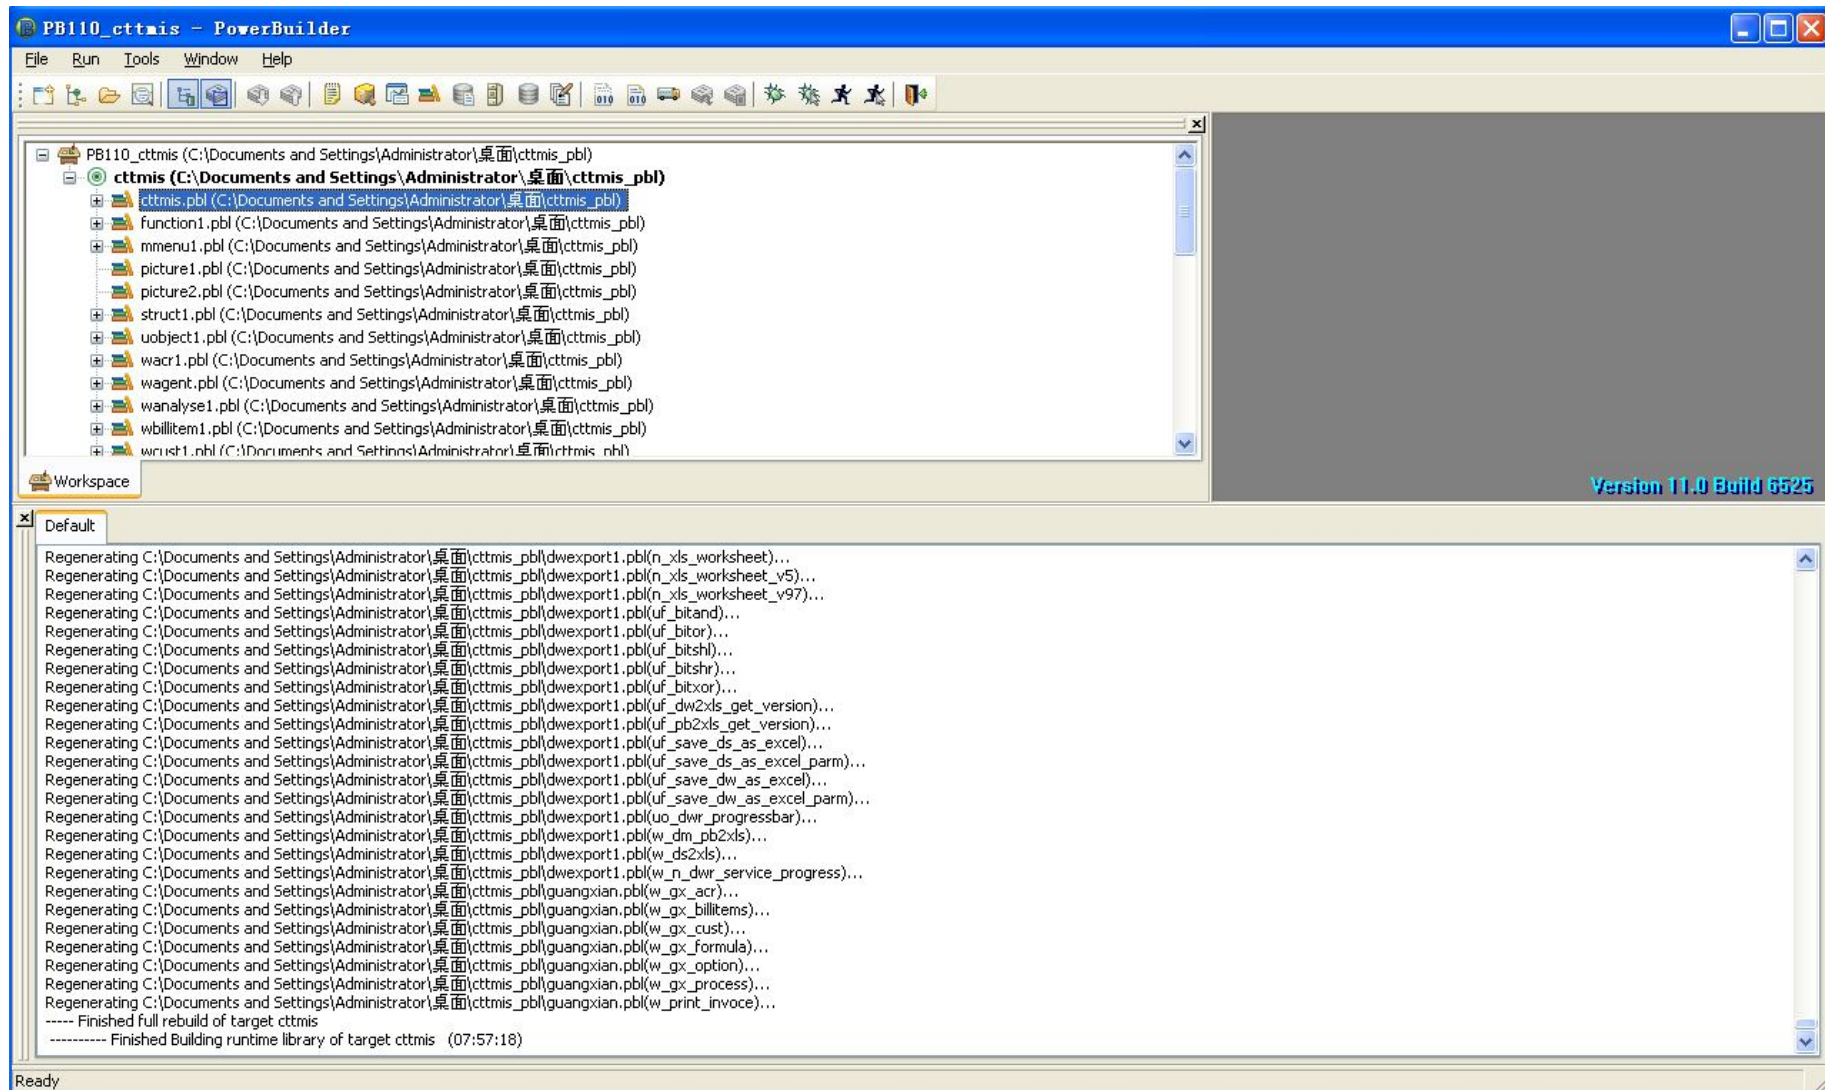 PB110_cttmis - PowerBuilder
File Run Tools Window Help
PB110_cttmis (C:\Documents and Settings\Administrator\桌面\cttmis_pbl)
cttmis (C:\Documents and Settings\Administrator\桌面\cttmis_pbl)
cttmis.pbl (C:\Documents and Settings\Administrator\桌面\cttmis_pbl)
function1.pbl (C:\Documents and Settings\Administrator\桌面\cttmis_pbl)
mmenu1.pbl (C:\Documents and Settings\Administrator\桌面\cttmis_pbl)
picture1.pbl (C:\Documents and Settings\Administrator\桌面\cttmis_pbl)
picture2.pbl (C:\Documents and Settings\Administrator\桌面\cttmis_pbl)
struct1.pbl (C:\Documents and Settings\Administrator\桌面\cttmis_pbl)
uobject1.pbl (C:\Documents and Settings\Administrator\桌面\cttmis_pbl)
wacr1.pbl (C:\Documents and Settings\Administrator\桌面\cttmis_pbl)
wagent.pbl (C:\Documents and Settings\Administrator\桌面\cttmis_pbl)
wanalyse1.pbl (C:\Documents and Settings\Administrator\桌面\cttmis_pbl)
wbillitem1.pbl (C:\Documents and Settings\Administrator\桌面\cttmis_pbl)
wcust1.pbl (C:\Documents and Settings\Administrator\桌面\cttmis_pbl)
Workspace
Version 11.0 Build 6525
Default
Regenerating C:\Documents and Settings\Administrator\桌面\cttmis_pbl\dwexport1.pbl(n_xls_worksheet)...
Regenerating C:\Documents and Settings\Administrator\桌面\cttmis_pbl\dwexport1.pbl(n_xls_worksheet_v5)...
Regenerating C:\Documents and Settings\Administrator\桌面\cttmis_pbl\dwexport1.pbl(n_xls_worksheet_v97)...
Regenerating C:\Documents and Settings\Administrator\桌面\cttmis_pbl\dwexport1.pbl(uf_bitand)...
Regenerating C:\Documents and Settings\Administrator\桌面\cttmis_pbl\dwexport1.pbl(uf_bitor)...
Regenerating C:\Documents and Settings\Administrator\桌面\cttmis_pbl\dwexport1.pbl(uf_bitshl)...
Regenerating C:\Documents and Settings\Administrator\桌面\cttmis_pbl\dwexport1.pbl(uf_bitshr)...
Regenerating C:\Documents and Settings\Administrator\桌面\cttmis_pbl\dwexport1.pbl(uf_bitxor)...
Regenerating C:\Documents and Settings\Administrator\桌面\cttmis_pbl\dwexport1.pbl(uf_dw2xls_get_version)...
Regenerating C:\Documents and Settings\Administrator\桌面\cttmis_pbl\dwexport1.pbl(uf_pb2xls_get_version)...
Regenerating C:\Documents and Settings\Administrator\桌面\cttmis_pbl\dwexport1.pbl(uf_save_ds_as_excel)...
Regenerating C:\Documents and Settings\Administrator\桌面\cttmis_pbl\dwexport1.pbl(uf_save_ds_as_excel_parm)...
Regenerating C:\Documents and Settings\Administrator\桌面\cttmis_pbl\dwexport1.pbl(uf_save_dw_as_excel)...
Regenerating C:\Documents and Settings\Administrator\桌面\cttmis_pbl\dwexport1.pbl(uf_save_dw_as_excel_parm)...
Regenerating C:\Documents and Settings\Administrator\桌面\cttmis_pbl\dwexport1.pbl(uo_dwr_progressbar)...
Regenerating C:\Documents and Settings\Administrator\桌面\cttmis_pbl\dwexport1.pbl(w_dm_pb2xls)...
Regenerating C:\Documents and Settings\Administrator\桌面\cttmis_pbl\dwexport1.pbl(w_ds2xls)...
Regenerating C:\Documents and Settings\Administrator\桌面\cttmis_pbl\dwexport1.pbl(w_n_dwr_service_progress)...
Regenerating C:\Documents and Settings\Administrator\桌面\cttmis_pbl\guangxian.pbl(w_gx_acr)...
Regenerating C:\Documents and Settings\Administrator\桌面\cttmis_pbl\guangxian.pbl(w_gx_billitems)...
Regenerating C:\Documents and Settings\Administrator\桌面\cttmis_pbl\guangxian.pbl(w_gx_cust)...
Regenerating C:\Documents and Settings\Administrator\桌面\cttmis_pbl\guangxian.pbl(w_gx_formula)...
Regenerating C:\Documents and Settings\Administrator\桌面\cttmis_pbl\guangxian.pbl(w_gx_option)...
Regenerating C:\Documents and Settings\Administrator\桌面\cttmis_pbl\guangxian.pbl(w_gx_process)...
Regenerating C:\Documents and Settings\Administrator\桌面\cttmis_pbl\guangxian.pbl(w_print_invoce)...
----- Finished full rebuild of target cttmis
---------- Finished Building runtime library of target cttmis (07:57:18)
Ready